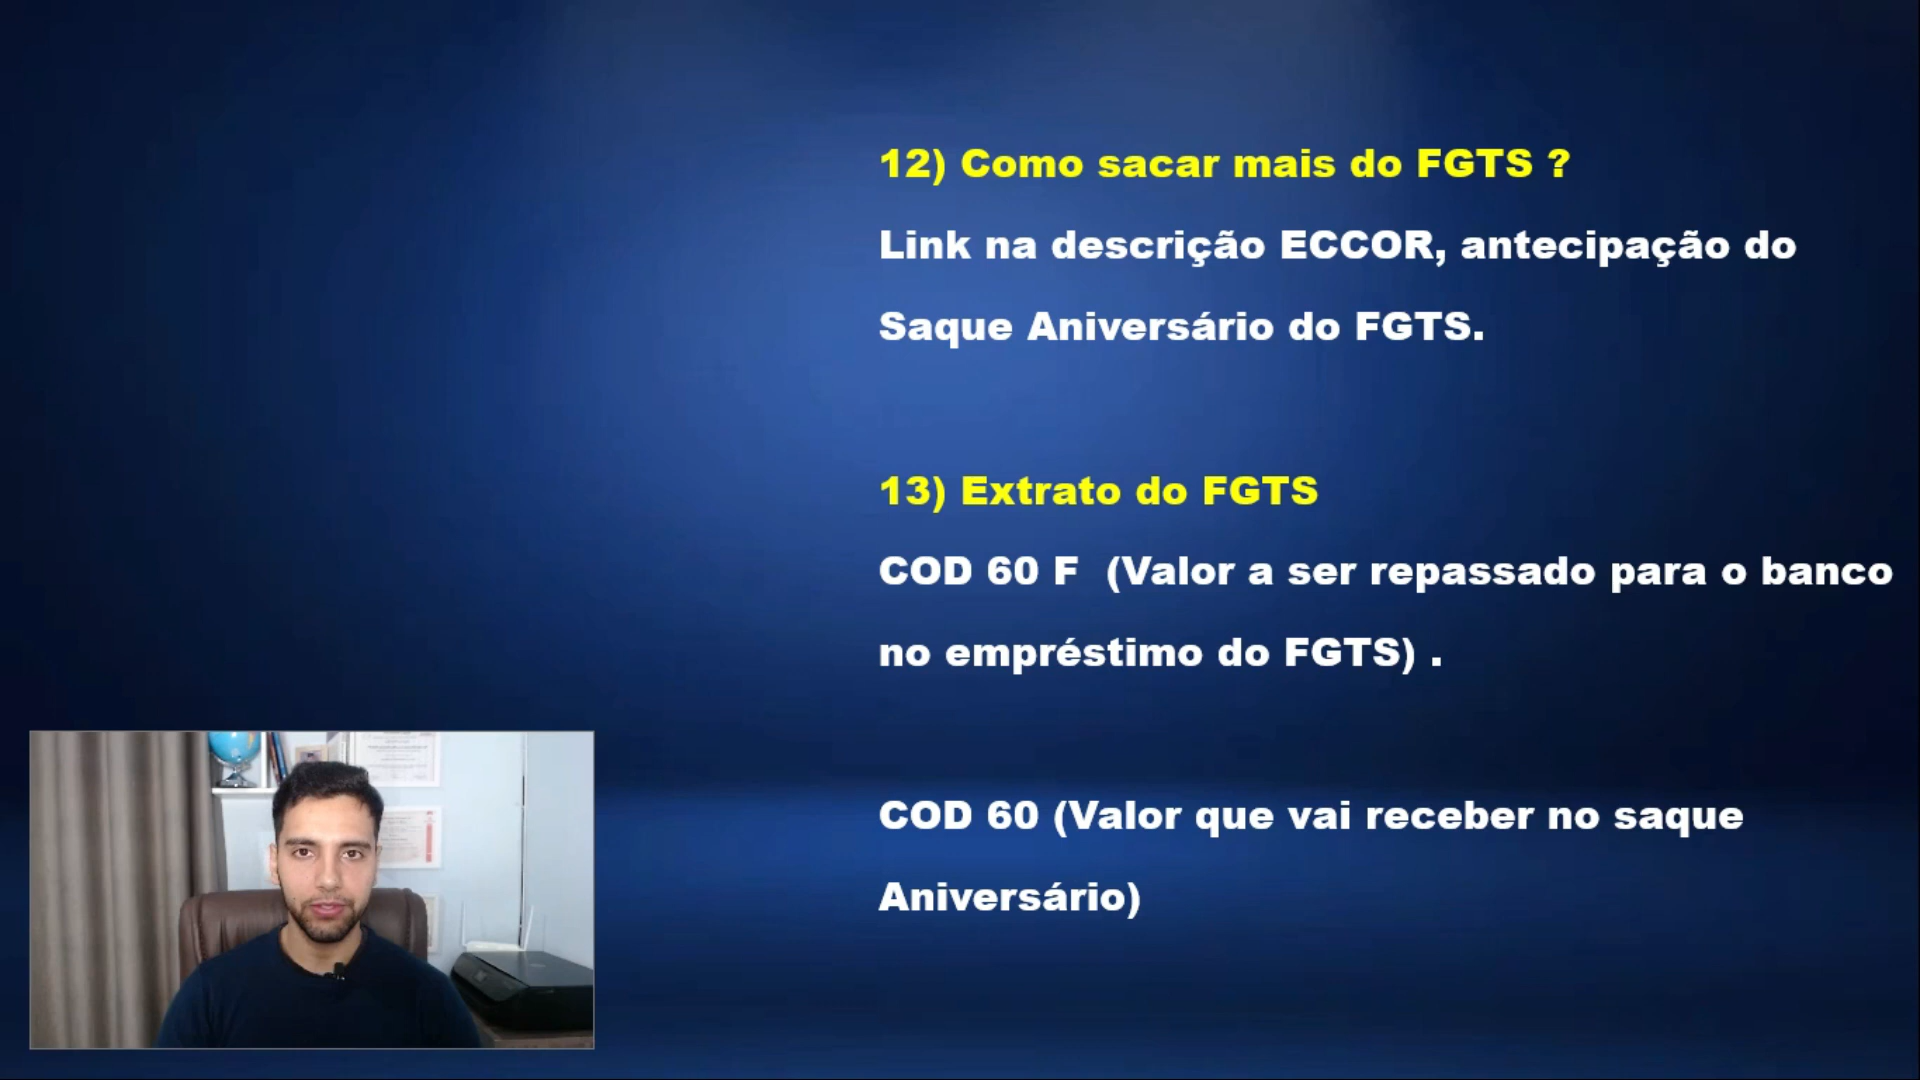 12) Como sacar mais do FGTS ?
Link na descrição ECCOR, antecipação do
Saque Aniversário do FGTS.
13) Extrato do FGTS
COD 60 F  (Valor a ser repassado para o banco
no empréstimo do FGTS) .
COD 60 (Valor que vai receber no saque
Aniversário)